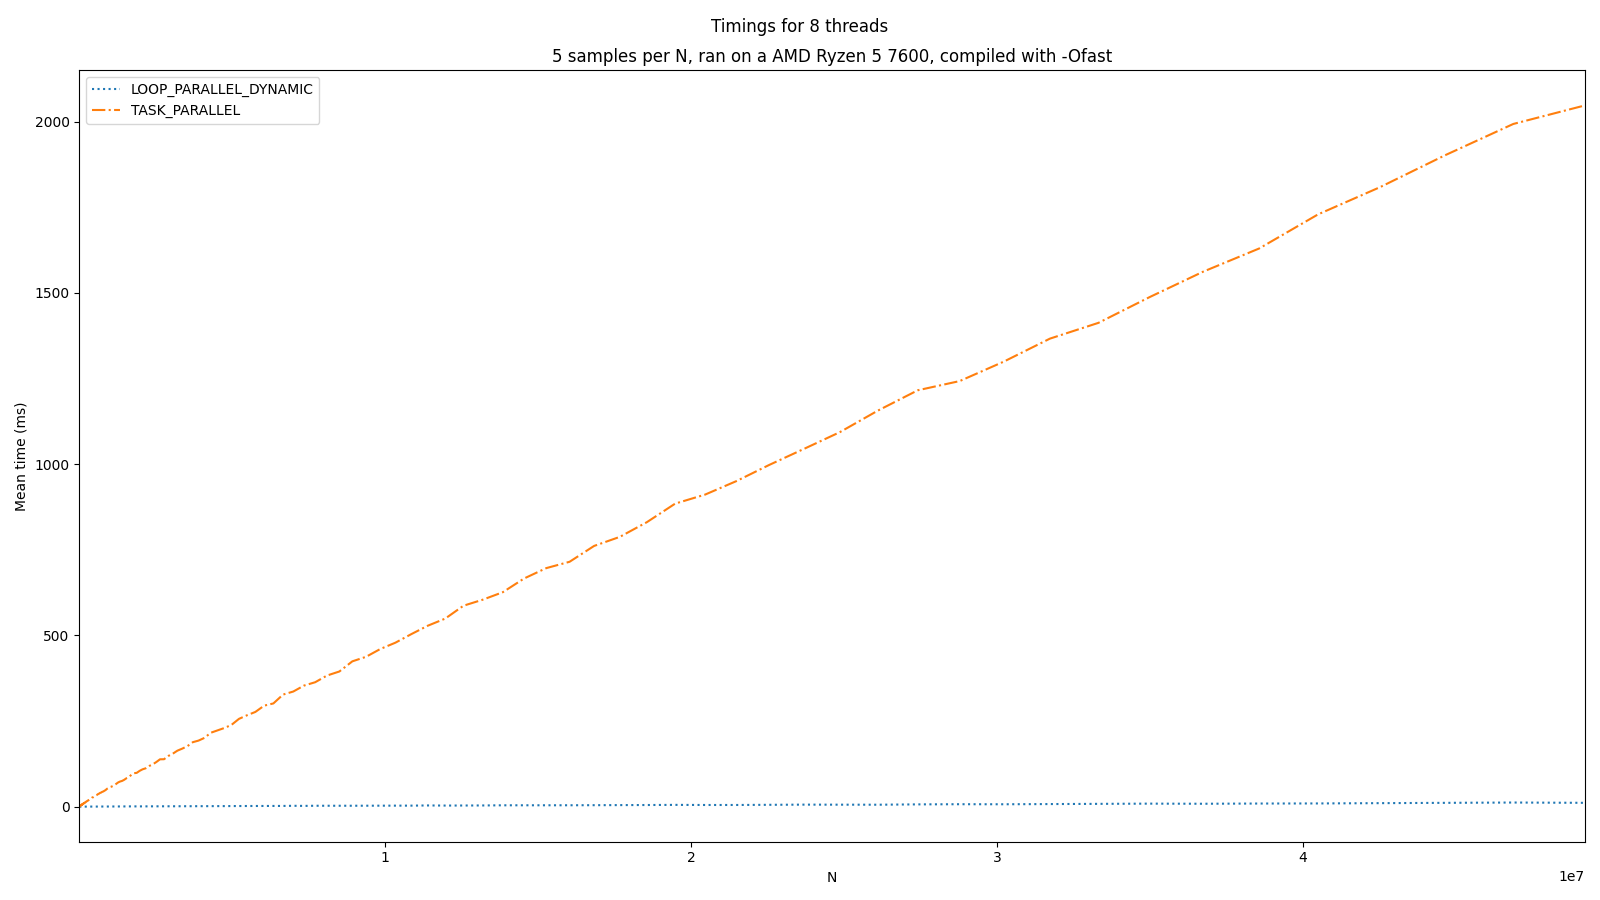 Timings for 8 threads
5 samples per N, ran on a AMD Ryzen 5 7600, compiled with -Ofast
LOOP_PARALLEL_DYNAMIC
TASK_PARALLEL
2000
1500
1000
500
0
Mean time (ms)
1 2 3 4
1e7
N